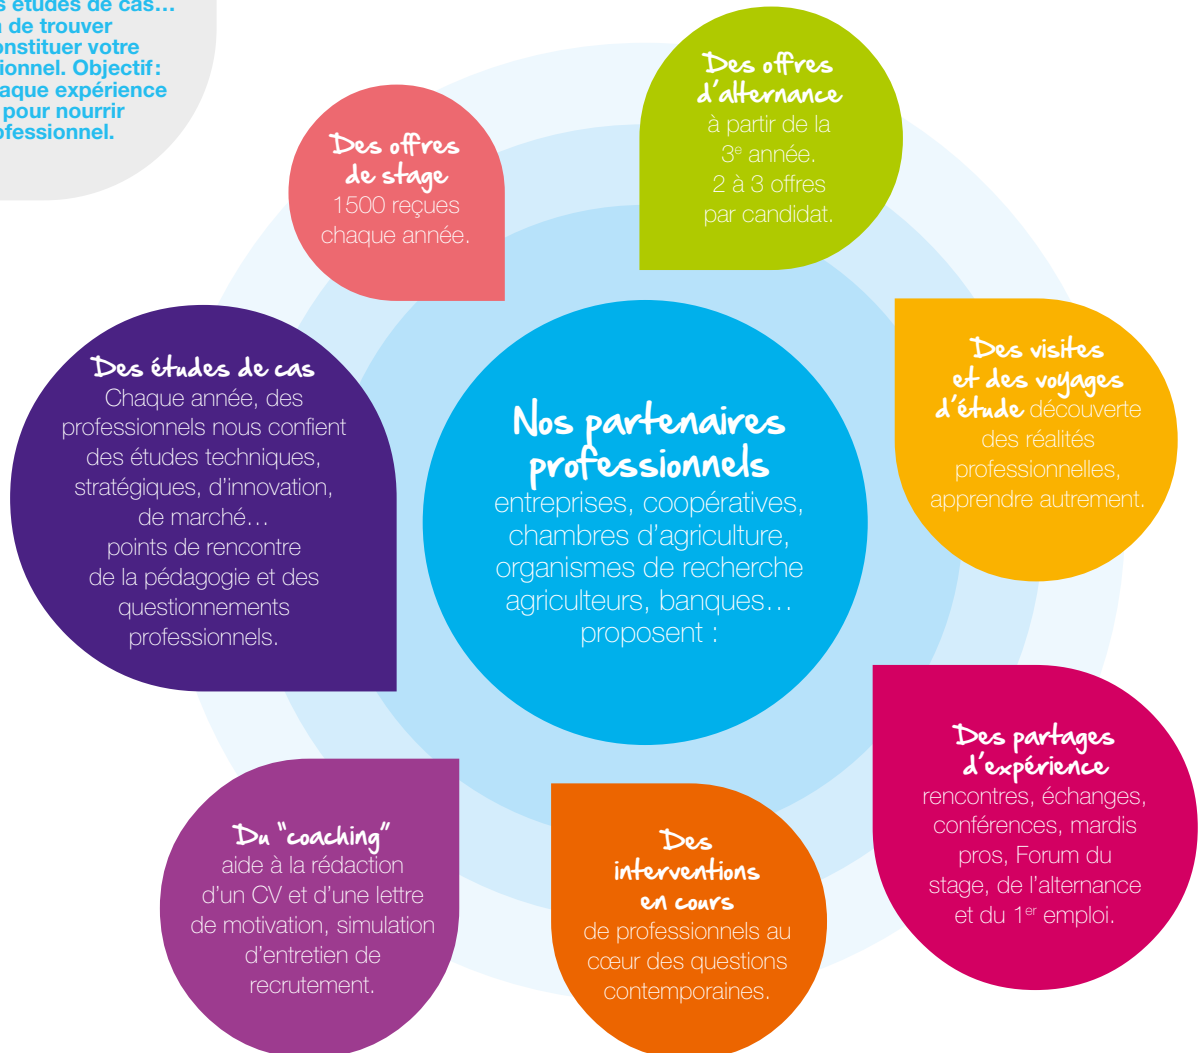 s études de cas…
de trouver
onstituer votre
ionnel. Objectif :
aque expérience
pour nourrir
ofessionnel.
Des offres
d'alternance
à partir de la
3e année.
2 à 3 offres
par candidat.
Des offres
de stage
1500 reçues
chaque année.
Des visites
et des voyages
d'étude découverte
des réalités
professionnelles,
apprendre autrement.
Des études de cas
Chaque année, des
professionnels nous confient
des études techniques,
stratégiques, d'innovation,
de marché…
points de rencontre
de la pédagogie et des
questionnements
professionnels.
Nos partenaires
professionnels
entreprises, coopératives,
chambres d'agriculture,
organismes de recherche
agriculteurs, banques…
proposent :
Des partages
d'expérience
rencontres, échanges,
conférences, mardis
pros, Forum du
stage, de l'alternance
et du 1er emploi.
Du "coaching"
aide à la rédaction
d'un CV et d'une lettre
de motivation, simulation
d'entretien de
recrutement.
Des
interventions
en cours
de professionnels au
cœur des questions
contemporaines.